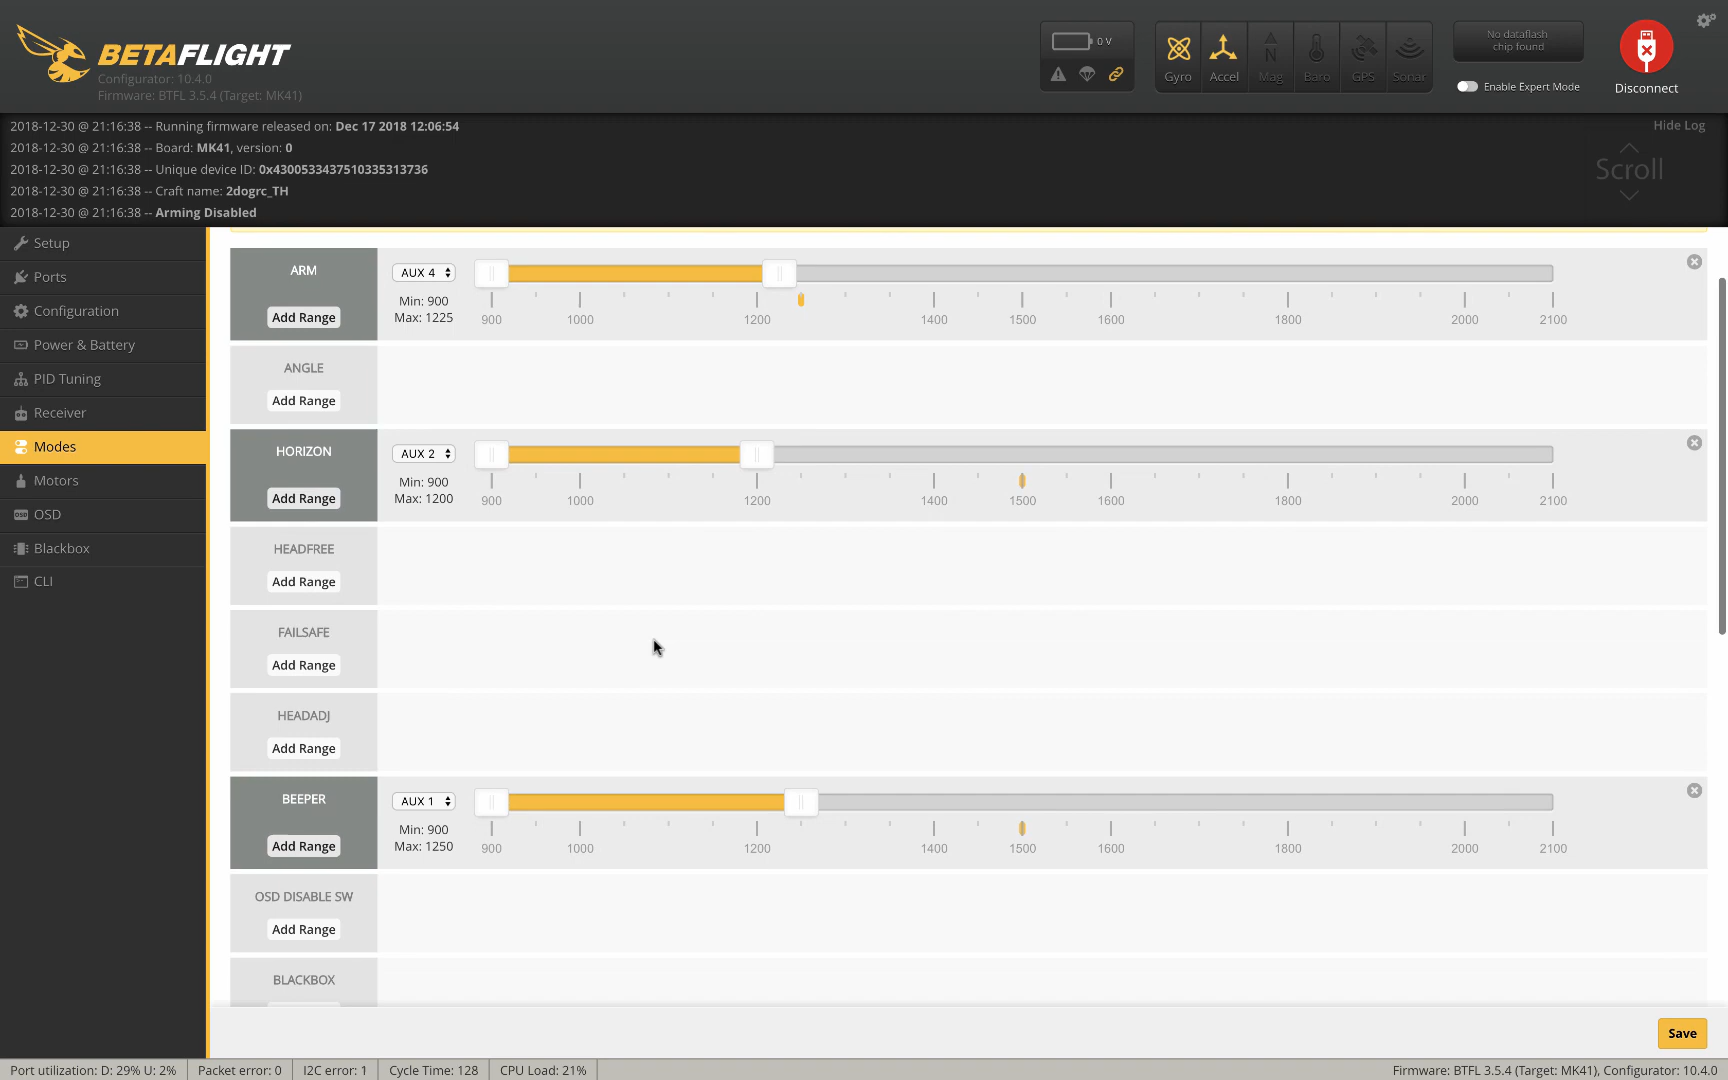 BETAFLIGHT
Configurator: 10.4.0
Firmware: BTFL 3.5.4 (Target: MK41)
0 V
Gyro
Accel
N
Mag
Baro
GPS
Sonar
No dataflash
chip found
Enable Expert Mode
Disconnect
2018-12-30 @ 21:16:38 -- Running firmware released on: Dec 17 2018 12:06:54
2018-12-30 @ 21:16:38 -- Board: MK41, version: 0
2018-12-30 @ 21:16:38 -- Unique device ID: 0x4300533437510335313736
2018-12-30 @ 21:16:38 -- Craft name: 2dogrc_TH
2018-12-30 @ 21:16:38 -- Arming Disabled
Hide Log
Scroll
Setup
Ports
Configuration
Power & Battery
PID Tuning
Receiver
Modes
Motors
OSD
Blackbox
CLI
ARM
Add Range
AUX 4
Min: 900
Max: 1225
900 1000 1200 1400 1500 1600 1800 2000 2100
ANGLE
Add Range
HORIZON
Add Range
AUX 2
Min: 900
Max: 1200
900 1000 1200 1400 1500 1600 1800 2000 2100
HEADFREE
Add Range
FAILSAFE
Add Range
HEADADJ
Add Range
BEEPER
Add Range
AUX 1
Min: 900
Max: 1250
900 1000 1200 1400 1500 1600 1800 2000 2100
OSD DISABLE SW
Add Range
BLACKBOX
Save
Port utilization: D: 29% U: 2%
Packet error: 0
I2C error: 1
Cycle Time: 128
CPU Load: 21%
Firmware: BTFL 3.5.4 (Target: MK41), Configurator: 10.4.0